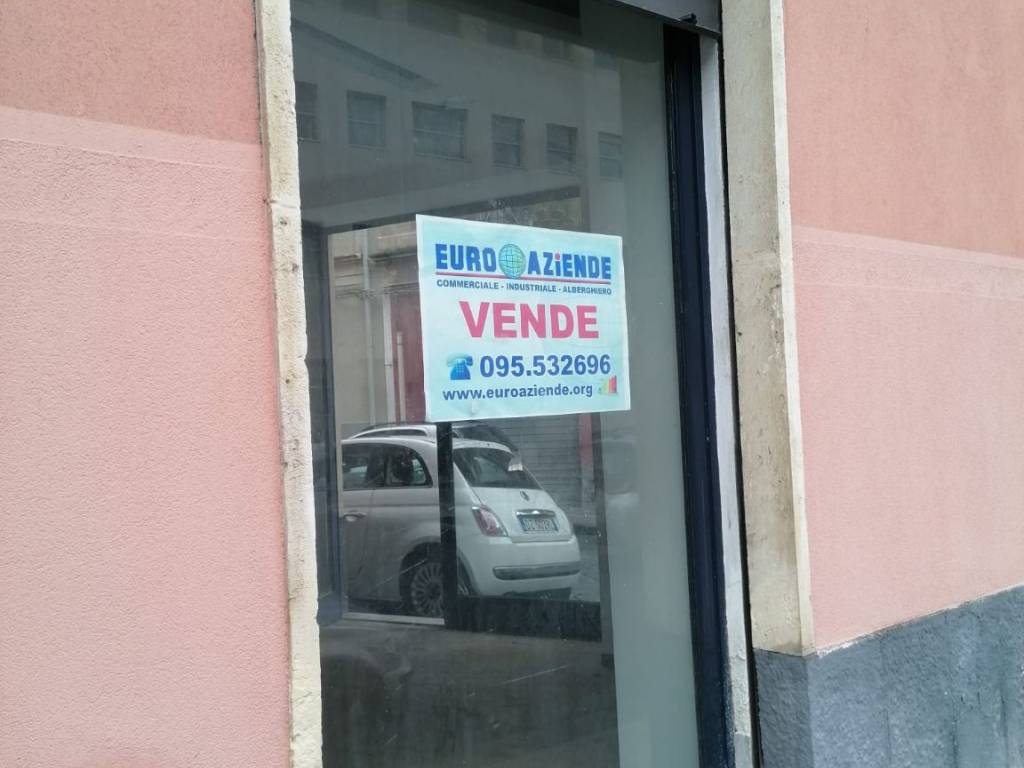 EURO AZiENDE
COMMERCIALE - INDUSTRIALE - ALBERGHIERO
VENDE
095.532696
www.euroaziende.org